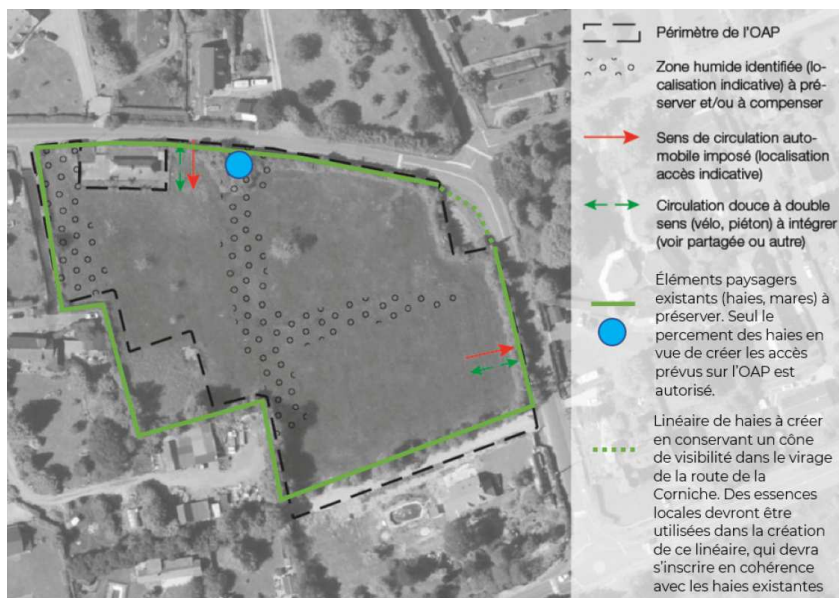 Périmètre de l'OAP
Zone humide identifiée (lo-
calisation indicative) à pré-
server et/ou à compenser
Sens de circulation auto-
mobile imposé (localisation
accès indicative)
Circulation douce à double
sens (vélo, piéton) à intégrer
(voir partagée ou autre)
Éléments paysagers
existants (haies, mares) à
préserver. Seul le
percement des haies en
vue de créer les accès
prévus sur l'OAP est
autorisé.
Linéaire de haies à créer
en conservant un cône
de visibilité dans le virage
de la route de la
Corniche. Des essences
locales devront être
utilisées dans la création
de ce linéaire, qui devra
s'inscrire en cohérence
avec les haies existantes